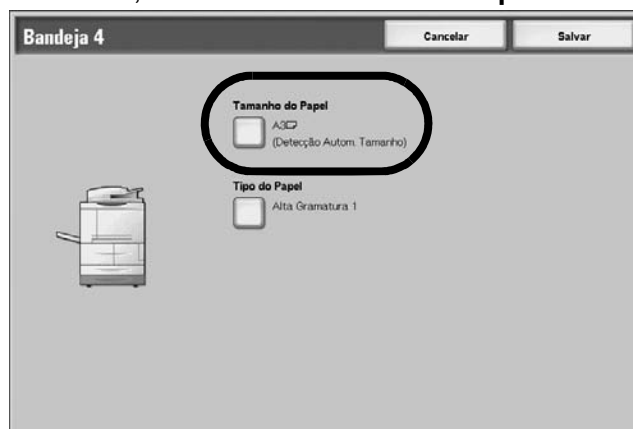 Bandeja 4
Cancelar
Salvar
Tamanho do Papel
A3
(Detecção Autom. Tamanho)
Tipo do Papel
Alta Gramatura 1